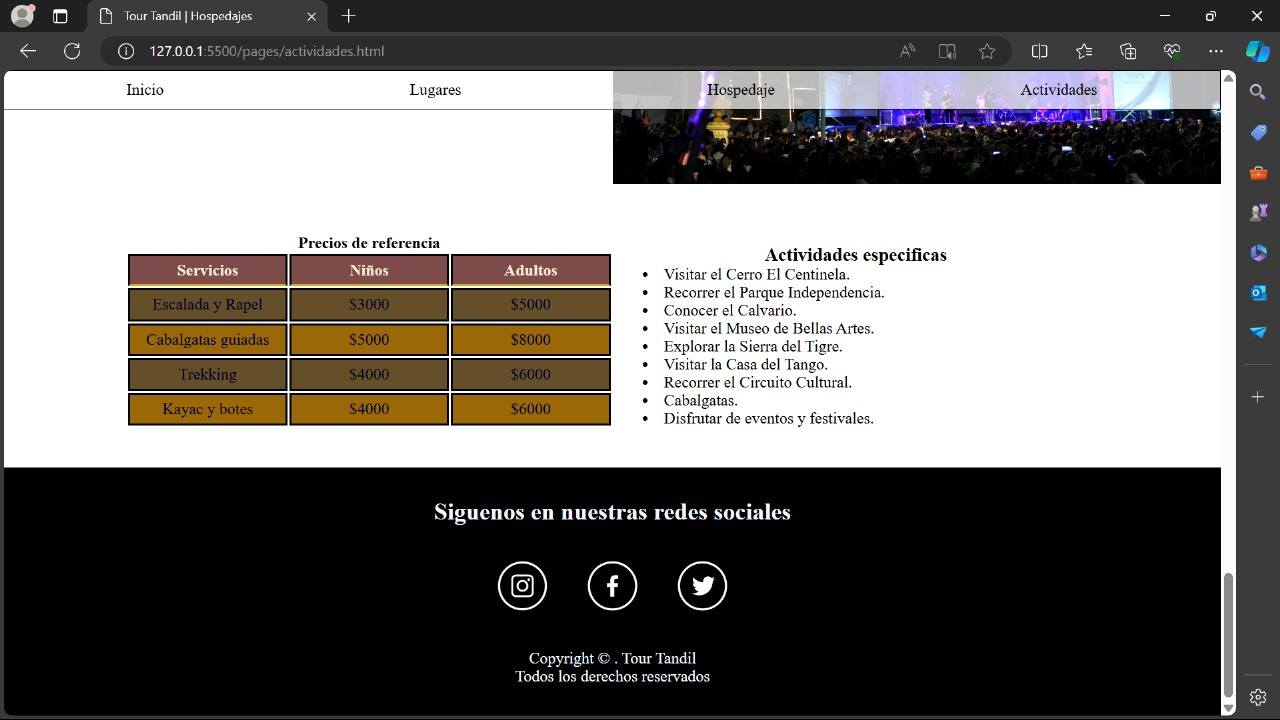 Tour Tandil | Hospedajes
127.0.0.1:5500/pages/actividades.html
Inicio Lugares Hospedaje Actividades
Precios de referencia
Servicios Niños Adultos
Escalada y Rapel $3000 $5000
Cabalgatas guiadas $5000 $8000
Trekking $4000 $6000
Kayac y botes $4000 $6000
Actividades especificas
Visitar el Cerro El Centinela.
Recorrer el Parque Independencia.
Conocer el Calvario.
Visitar el Museo de Bellas Artes.
Explorar la Sierra del Tigre.
Visitar la Casa del Tango.
Recorrer el Circuito Cultural.
Cabalgatas.
Disfrutar de eventos y festivales.
Siguenos en nuestras redes sociales
Copyright © . Tour Tandil
Todos los derechos reservados